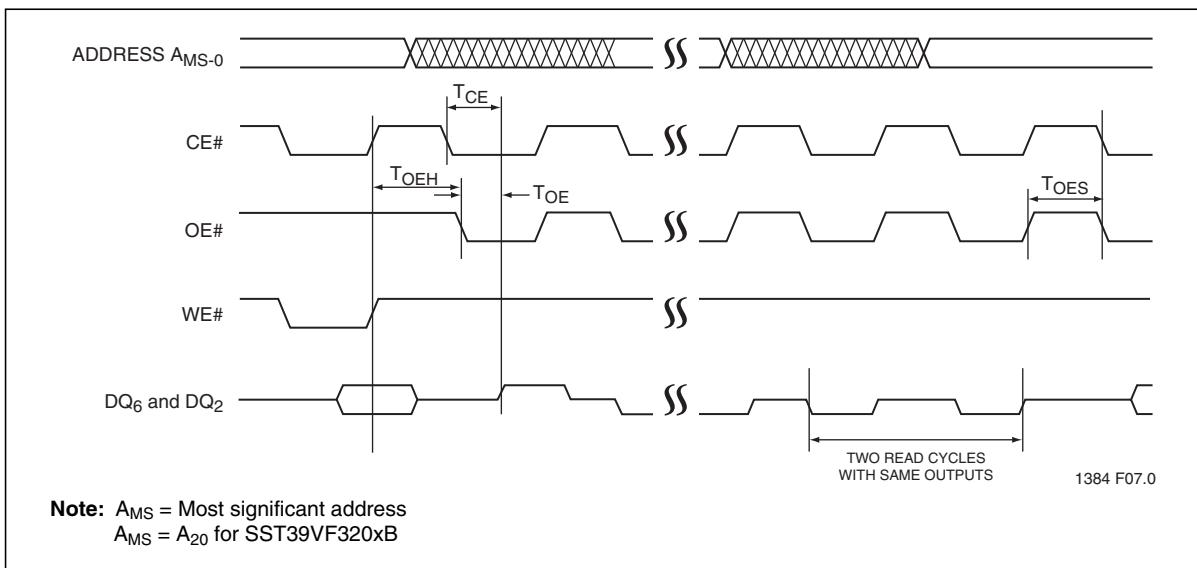 ADDRESS AMS-0
TCE
CE#
TOEH
TOE
TOES
OE#
WE#
DQ6 and DQ2
TWO READ CYCLES
WITH SAME OUTPUTS
1384 F07.0
Note: AMS = Most significant address
AMS = A20 for SST39VF320xB